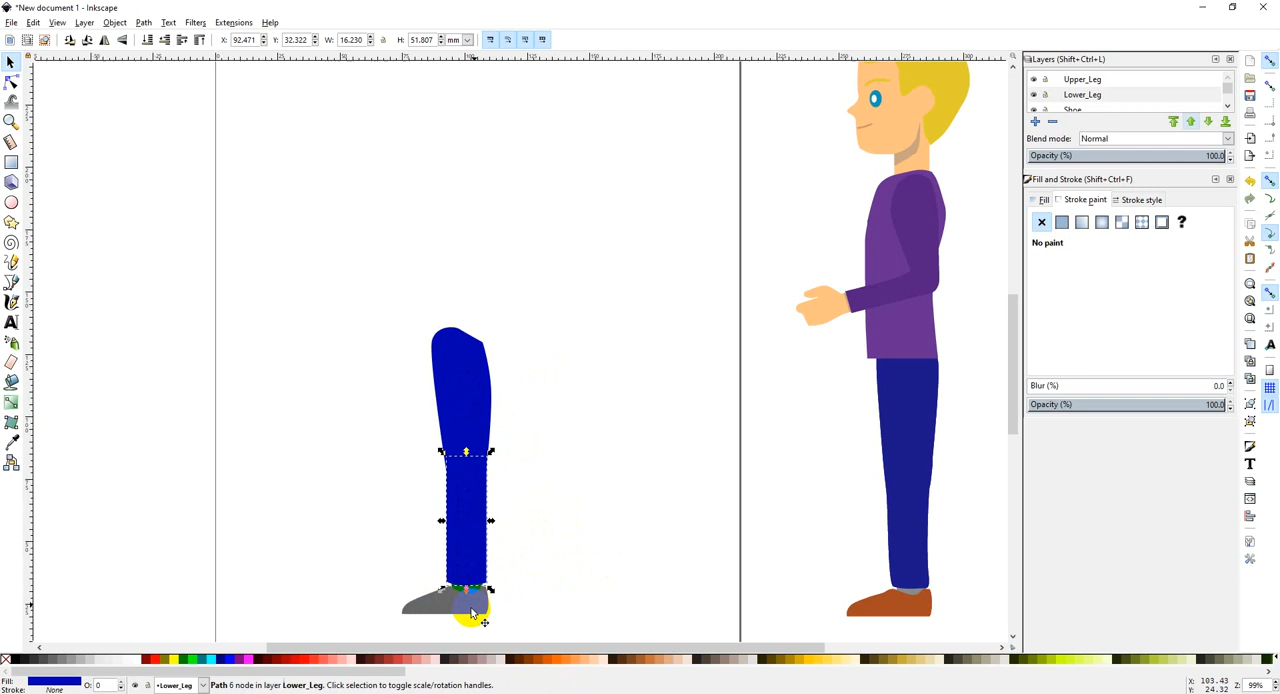 *New document 1 - Inkscape
File Edit View Layer Object Path Text Filters Extensions Help
X: 92.471 Y: 32.322 W: 16.230 H: 51.807 mm
Layers (Shift+Ctrl+L)
Upper_Leg
Lower_Leg
Shoe
Blend mode: Normal
Opacity (%) 100.0
Fill and Stroke (Shift+Ctrl+F)
Fill Stroke paint Stroke style
?
No paint
Blur (%) 0.0
Opacity (%) 100.0
Fill:
Stroke: None O: 0 •Lower_Leg Path 6 node in layer Lower_Leg. Click selection to toggle scale/rotation handles.
X: 103.43
Y: 24.32
Z: 99%